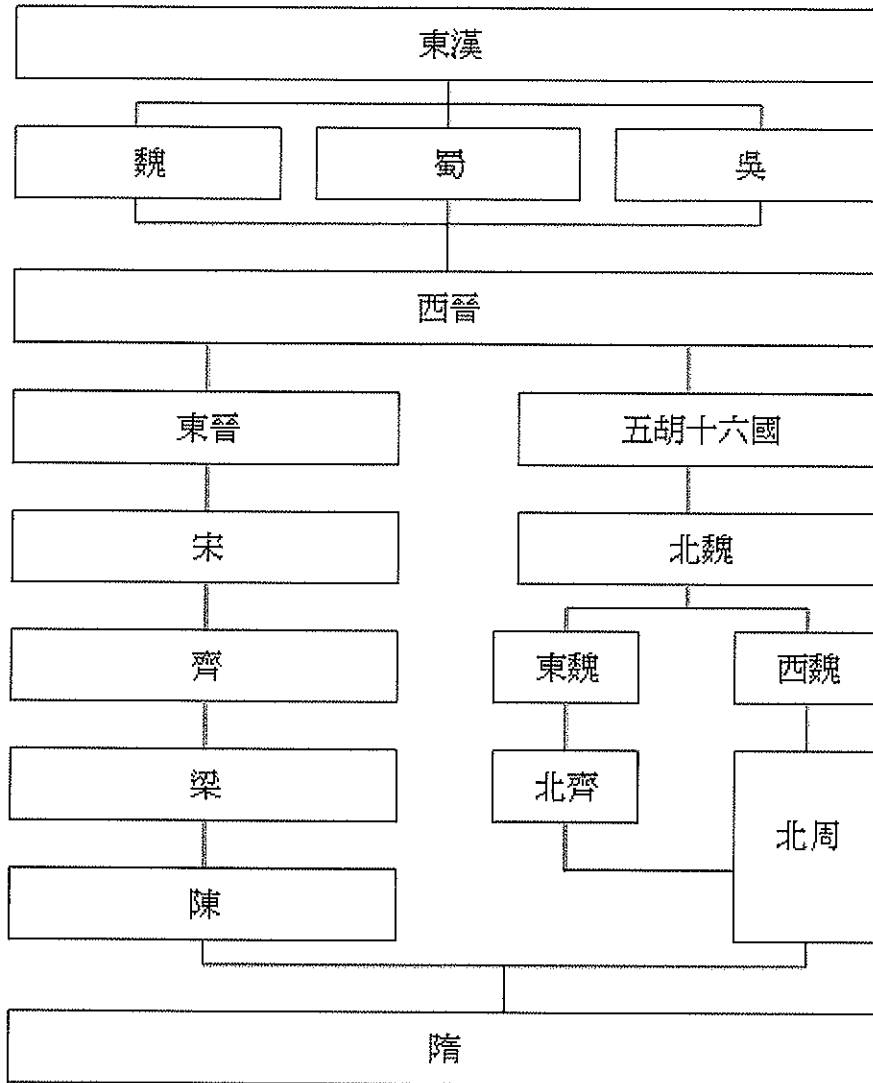 東漢
魏 蜀 吳
西晉
東晉 五胡十六國
宋 北魏
齊 東魏 西魏
梁 北齊 北周
陳
隋